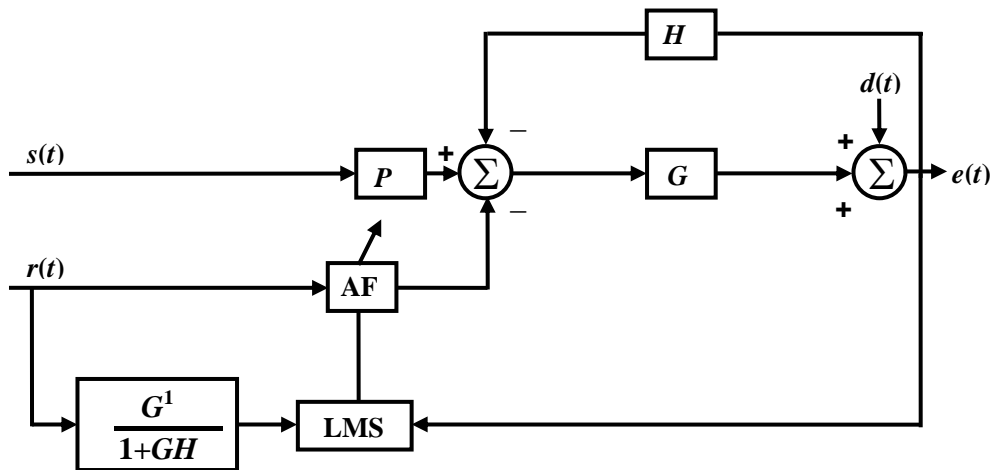 H
d(t)
−
+
s(t)
P
+
Σ
G
Σ
e(t)
−
+
r(t)
AF
G¹
1+GH
LMS